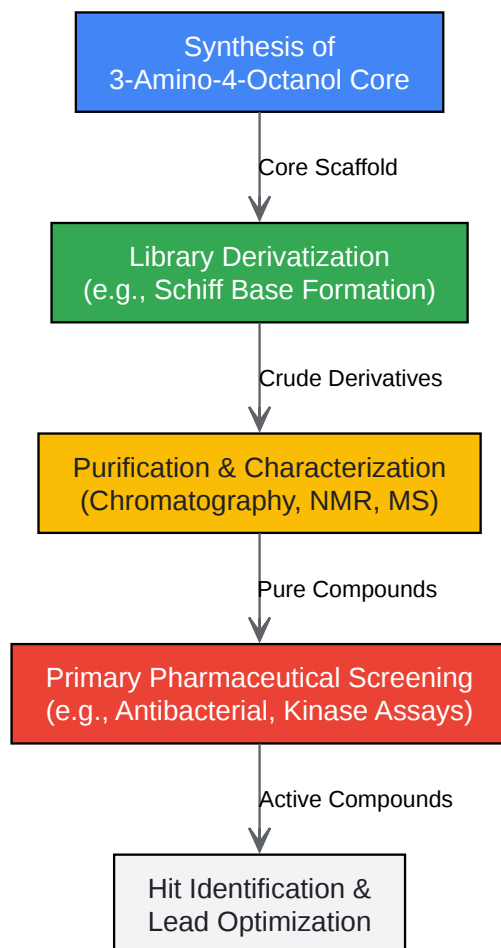 Synthesis of
3-Amino-4-Octanol Core
Core Scaffold
Library Derivatization
(e.g., Schiff Base Formation)
Crude Derivatives
Purification & Characterization
(Chromatography, NMR, MS)
Pure Compounds
Primary Pharmaceutical Screening
(e.g., Antibacterial, Kinase Assays)
Active Compounds
Hit Identification &
Lead Optimization